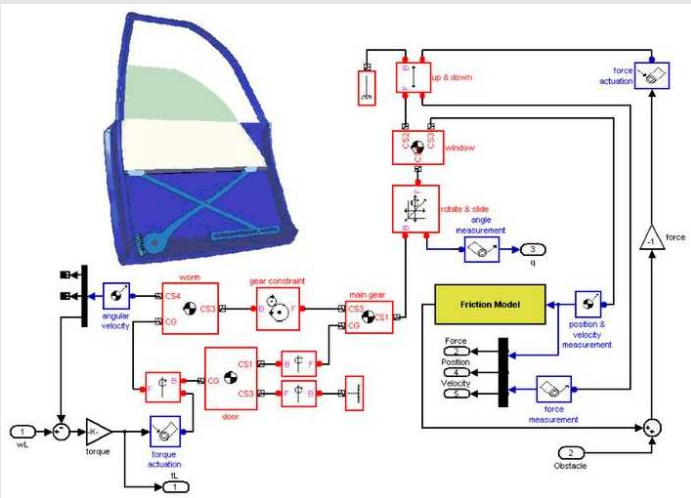 up & down
B
F
force
actuation
CS2
CS3
window
rotate & slide
F
B
angle
measurement
3
q
-1
force
worm
gear constraint
main gear
CS4
CS3
B
F
CS3
CG
CS1
angular
velocity
CG
Friction Model
position &
velocity
measurement
Force
2
Position
4
Velocity
5
force
measurement
CS1
B
F
F
B
CG
CS3
B
F
door
1
wL
-K-
torque
torque
actuation
tL
1
2
Obstacle